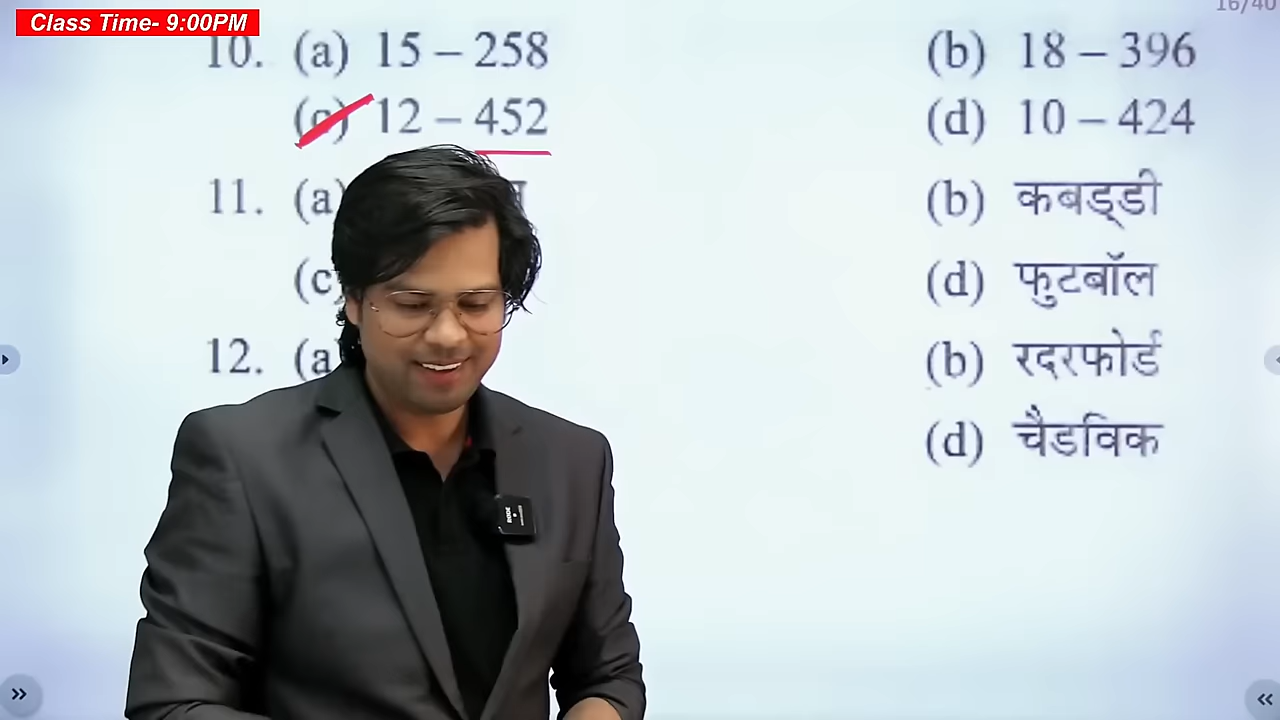 16/40
Class Time- 9:00PM
10. (a) 15 – 258 (b) 18 – 396
(c) 12 – 452 (d) 10 – 424
11. (a) (b) कबड्डी
(c) (d) फुटबॉल
12. (a) (b) रदरफोर्ड
(d) चैडविक
RODE